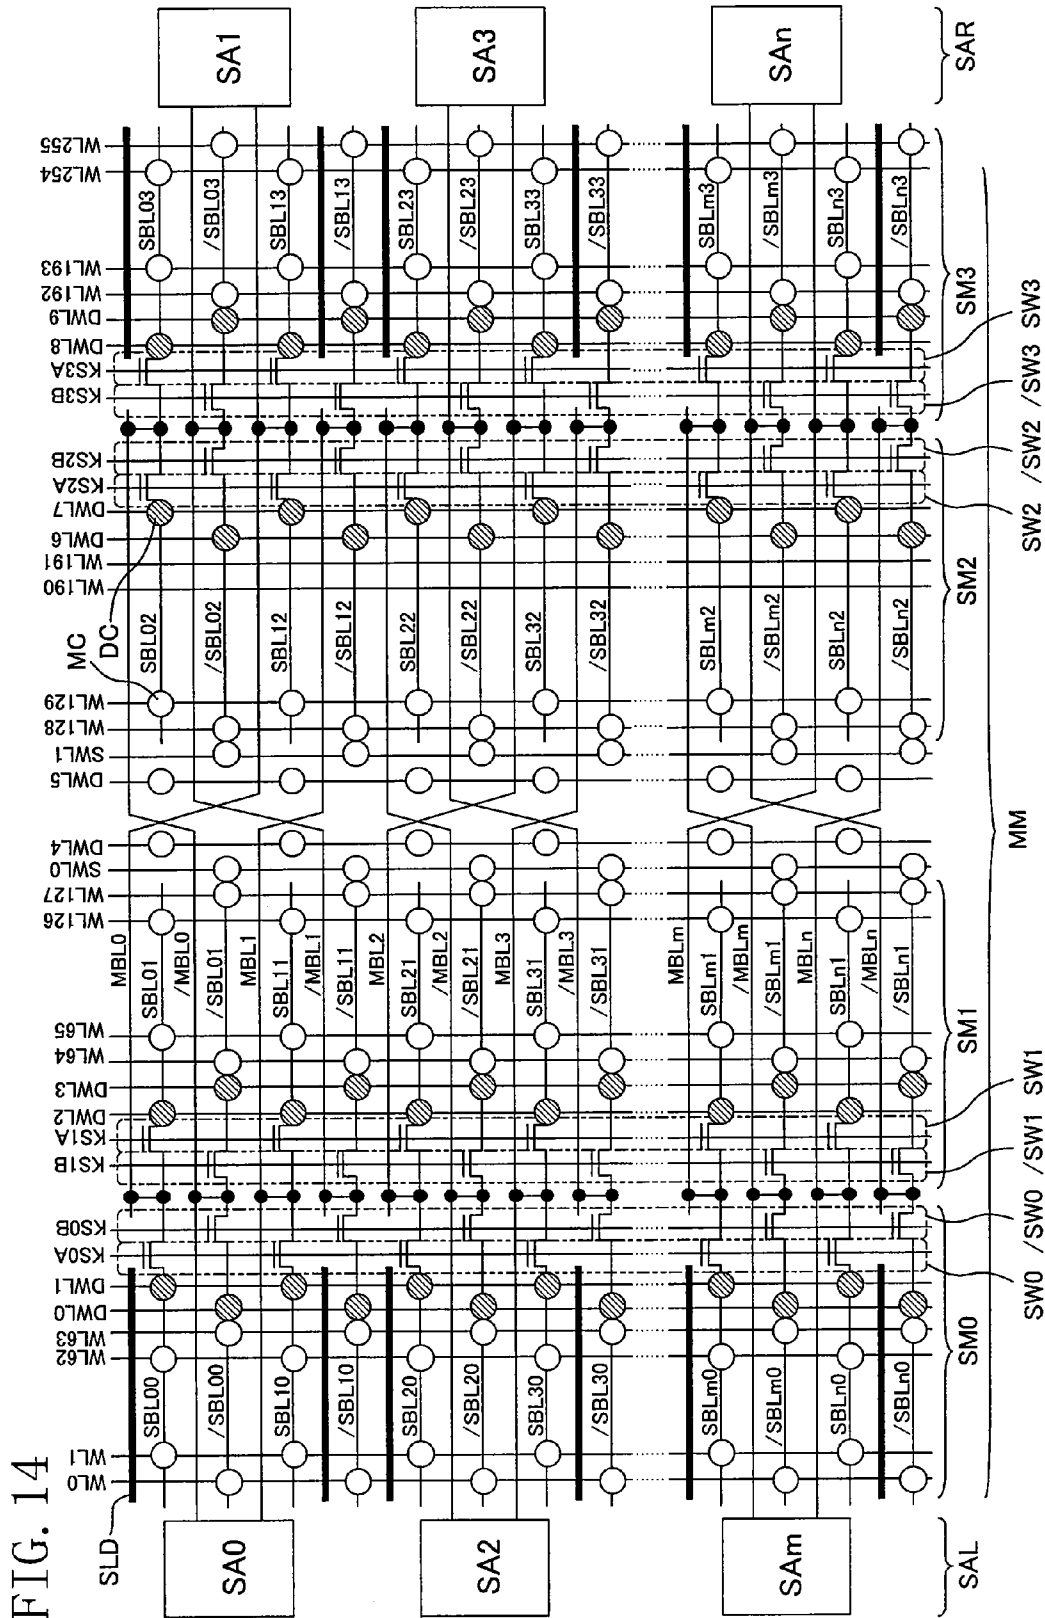 FIG. 14
SLD
WL0
WL1
WL62
WL63
DWL0
DWL1
KS0A
KS0B
KS1B
KS1A
DWL2
DWL3
WL64
WL65
WL126
WL127
SWL0
DWL4
DWL5
SWL1
WL128
WL129
MC
DC
WL190
WL191
DWL6
DWL7
KS2A
KS2B
KS3B
KS3A
DWL8
DWL9
WL192
WL193
WL254
WL255
SA0
SA2
SAm
SAL
SA1
SA3
SAn
SAR
SBL00
/SBL00
SBL10
/SBL10
SBL20
/SBL20
SBL30
/SBL30
SBLm0
/SBLm0
SBLn0
/SBLn0
MBL0
SBL01
/MBL0
/SBL01
MBL1
SBL11
/MBL1
/SBL11
MBL2
SBL21
/MBL2
/SBL21
MBL3
SBL31
/MBL3
/SBL31
MBLm
SBLm1
/MBLm
/SBLm1
MBLn
SBLn1
/MBLn
/SBLn1
SBL02
/SBL02
SBL12
/SBL12
SBL22
/SBL22
SBL32
/SBL32
SBLm2
/SBLm2
SBLn2
/SBLn2
SBL03
/SBL03
SBL13
/SBL13
SBL23
/SBL23
SBL33
/SBL33
SBLm3
/SBLm3
SBLn3
/SBLn3
SM0
SW0 /SW0 /SW1 SW1
SM1
SM2
SW2 /SW2 /SW3 SW3
SM3
MM